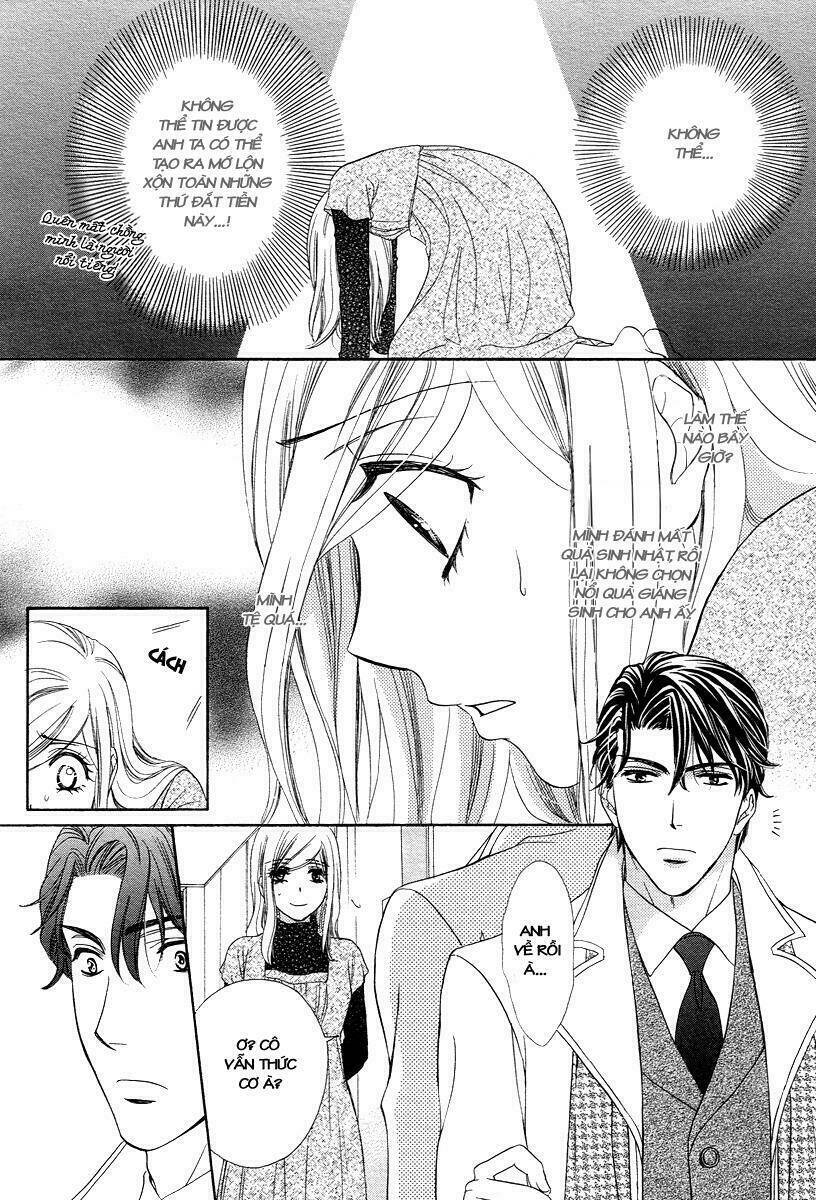 KHÔNG
THỂ...
KHÔNG
THỂ TIN ĐƯỢC
ANH TA CÓ THỂ
TẠO RA MỚ LỘN
XỘN TOÀN NHỮNG
THỨ ĐẮT TIỀN
NÀY...!
Quên mất chồng
mình là người
nổi tiếng
LÀM THẾ
NÀO BÂY
GIỜ?
MÌNH ĐÁNH MẤT
QUÀ SINH NHẬT, RỒI
LẠI KHÔNG CHỌN
NỔI QUÀ GIÁNG
SINH CHO ANH ẤY
MÌNH
TỆ QUÁ...
CÁCH
ANH
VỀ RỒI
À...
Ơ? CÔ
VẪN THỨC
CƠ À?